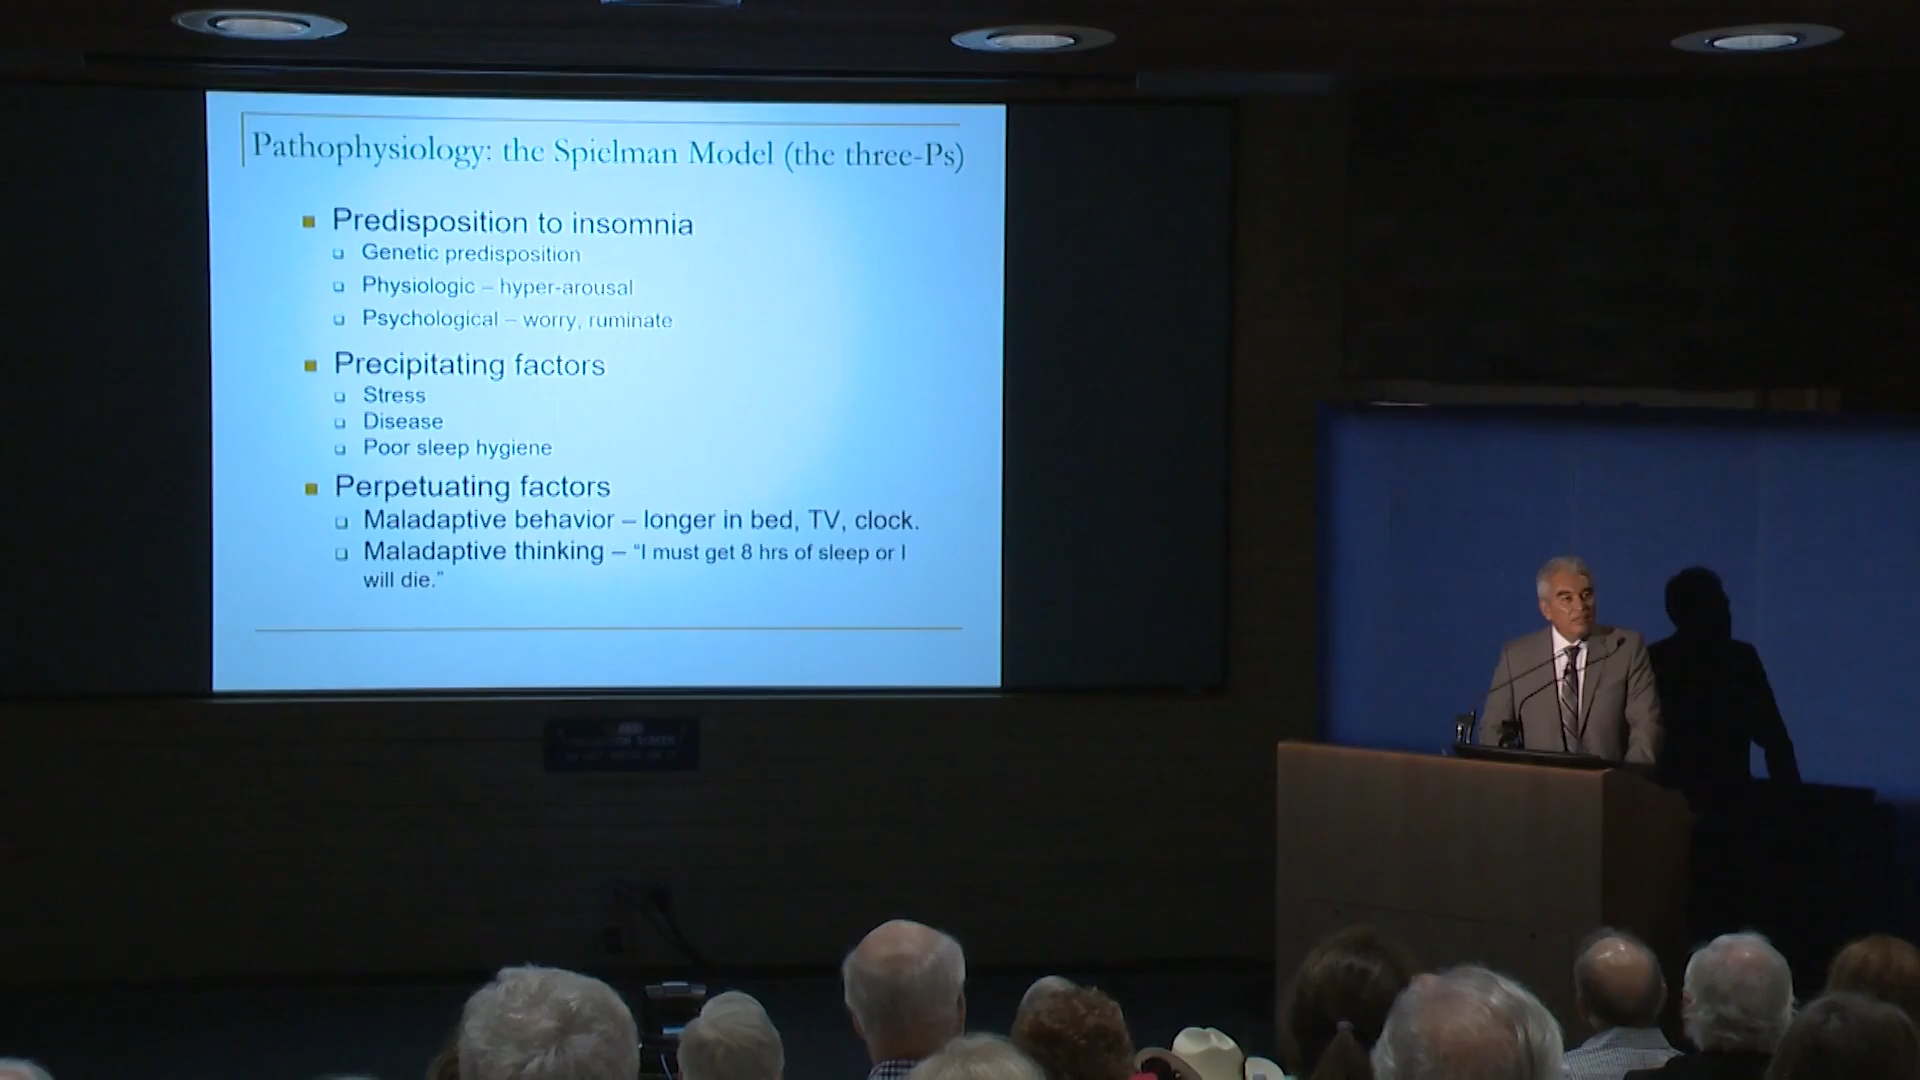 Pathophysiology: the Spielman Model (the three-Ps)
Predisposition to insomnia
Genetic predisposition
Physiologic – hyper-arousal
Psychological – worry, ruminate
Precipitating factors
Stress
Disease
Poor sleep hygiene
Perpetuating factors
Maladaptive behavior – longer in bed, TV, clock.
Maladaptive thinking – “I must get 8 hrs of sleep or I
will die.”